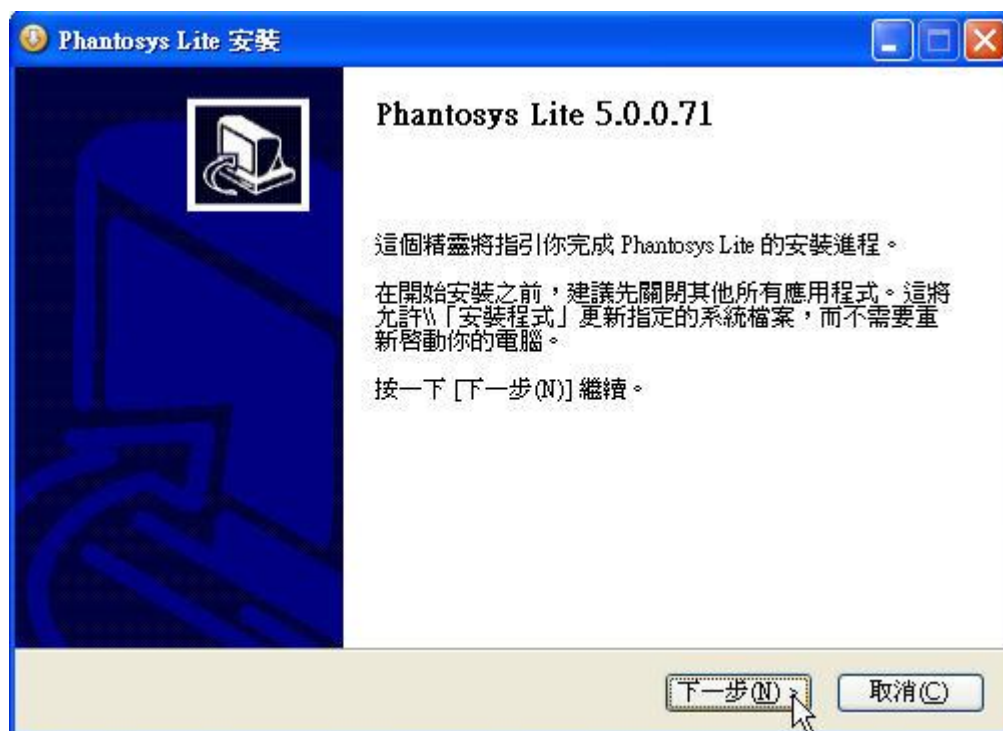 Phantosys Lite 安裝
Phantosys Lite 5.0.0.71
這個精靈將指引你完成 Phantosys Lite 的安裝進程。
在開始安裝之前，建議先關閉其他所有應用程式。這將
允許\\「安裝程式」更新指定的系統檔案，而不需要重
新啓動你的電腦。
按一下 [下一步(N)] 繼續。
下一步(N) >
取消(C)